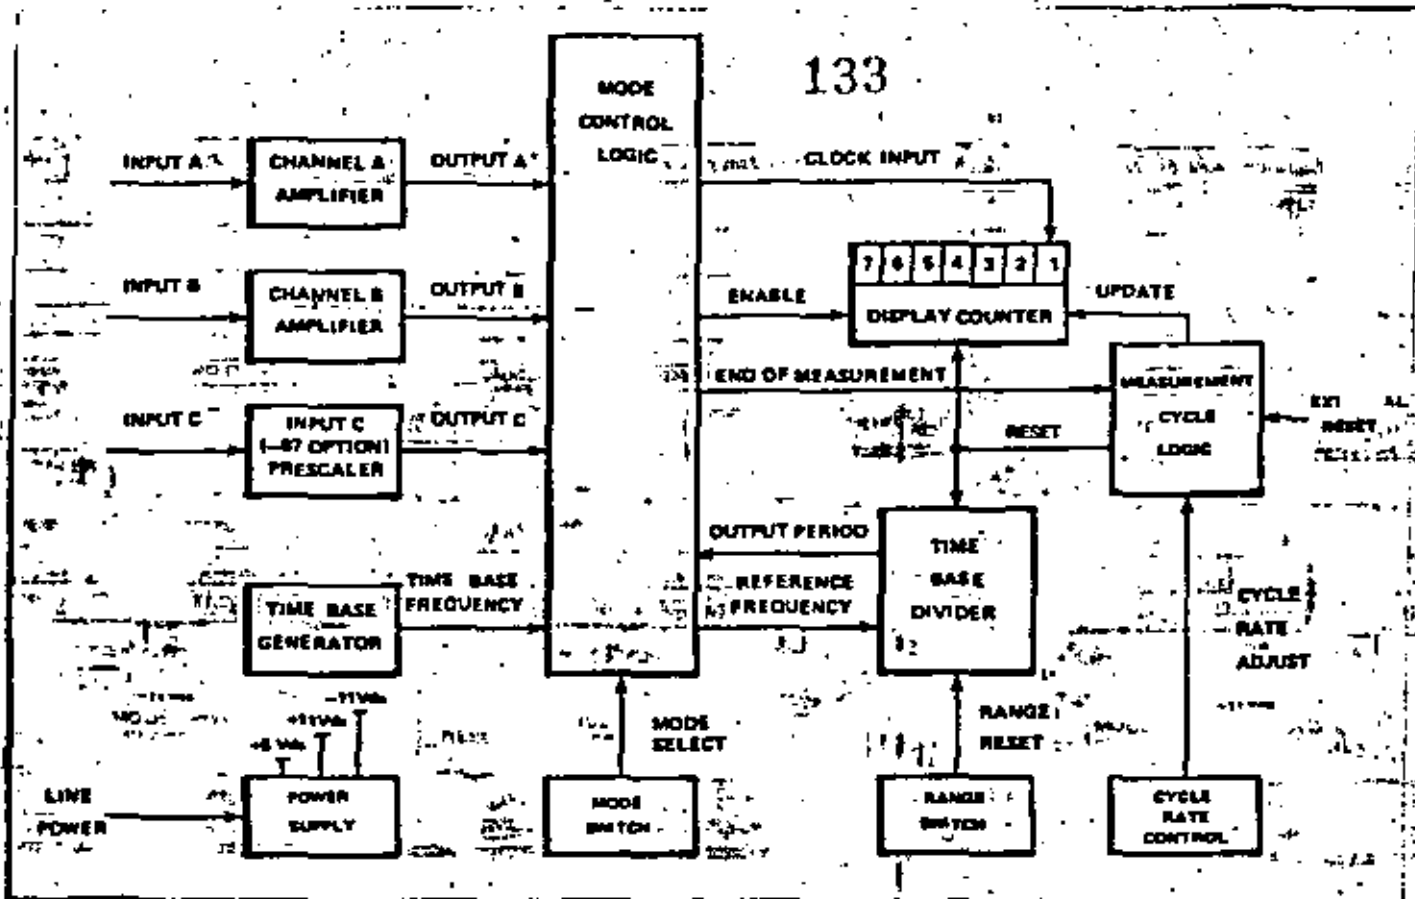 133
MODE
CONTROL
LOGIC
INPUT A
CHANNEL A
AMPLIFIER
OUTPUT A
CLOCK INPUT
INPUT B
CHANNEL B
AMPLIFIER
OUTPUT B
ENABLE
7 6 5 4 3 2 1
DISPLAY COUNTER
UPDATE
END OF MEASUREMENT
MEASUREMENT
CYCLE
LOGIC
RESET
RESET
INPUT C
INPUT C
(-87 OPTION)
PRESCALER
OUTPUT C
OUTPUT PERIOD
REFERENCE
FREQUENCY
TIME
BASE
DIVIDER
TIME BASE
GENERATOR
TIME BASE
FREQUENCY
CYCLE
RATE
ADJUST
MODE
SELECT
RANGE
RESET
LINE
POWER
POWER
SUPPLY
MODE
SWITCH
RANGE
SWITCH
CYCLE
RATE
CONTROL